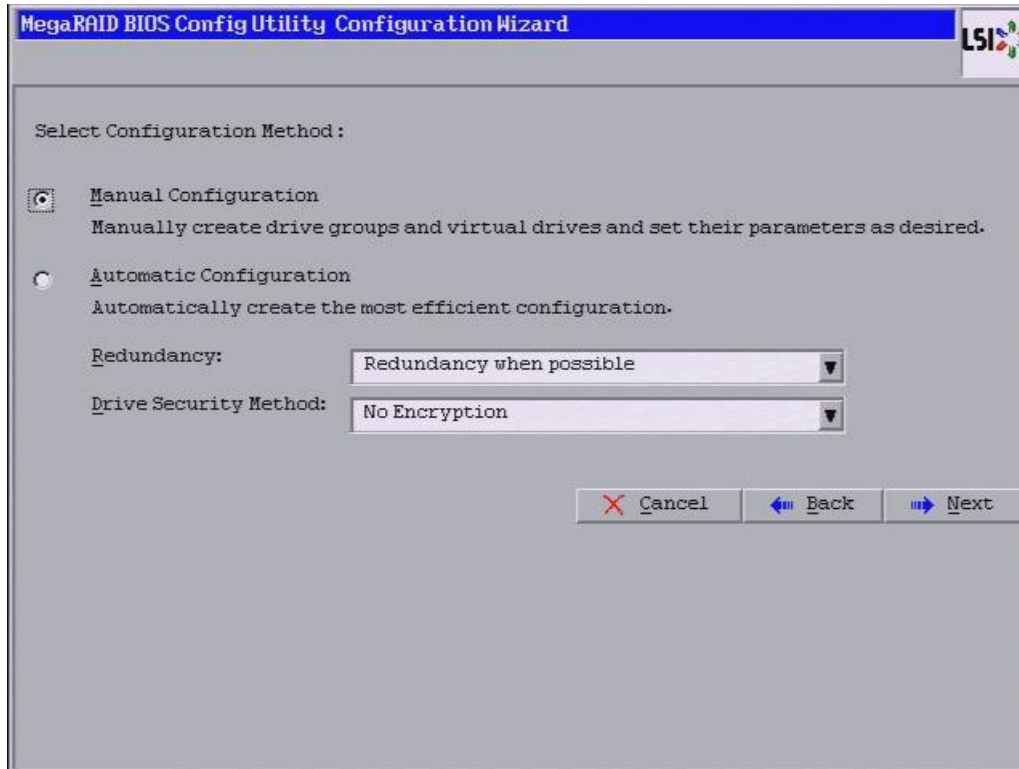 MegaRAID BIOS Config Utility Configuration Wizard
LSI
Select Configuration Method:
Manual Configuration
Manually create drive groups and virtual drives and set their parameters as desired.
Automatic Configuration
Automatically create the most efficient configuration.
Redundancy: Redundancy when possible
Drive Security Method: No Encryption
Cancel Back Next